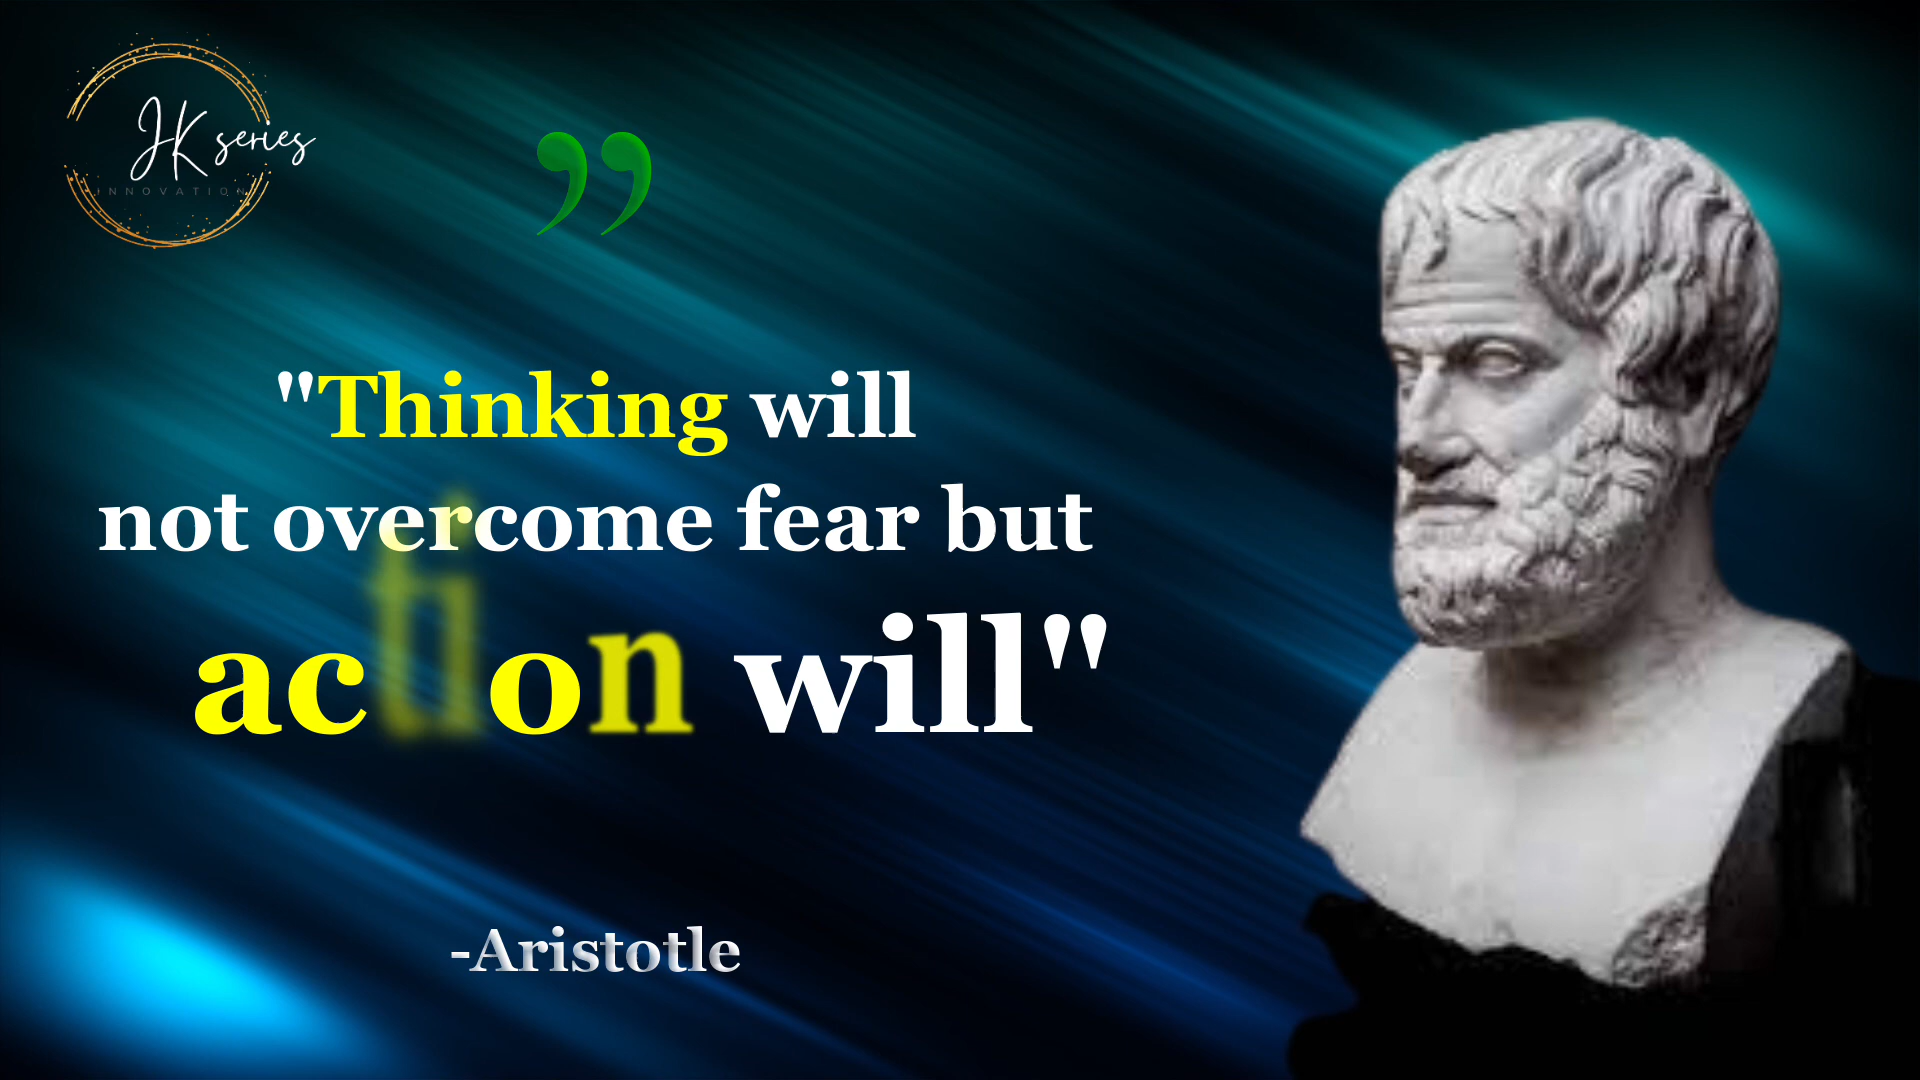 JK series
INNOVATION
"Thinking will
not overcome fear but
action will"
-Aristotle